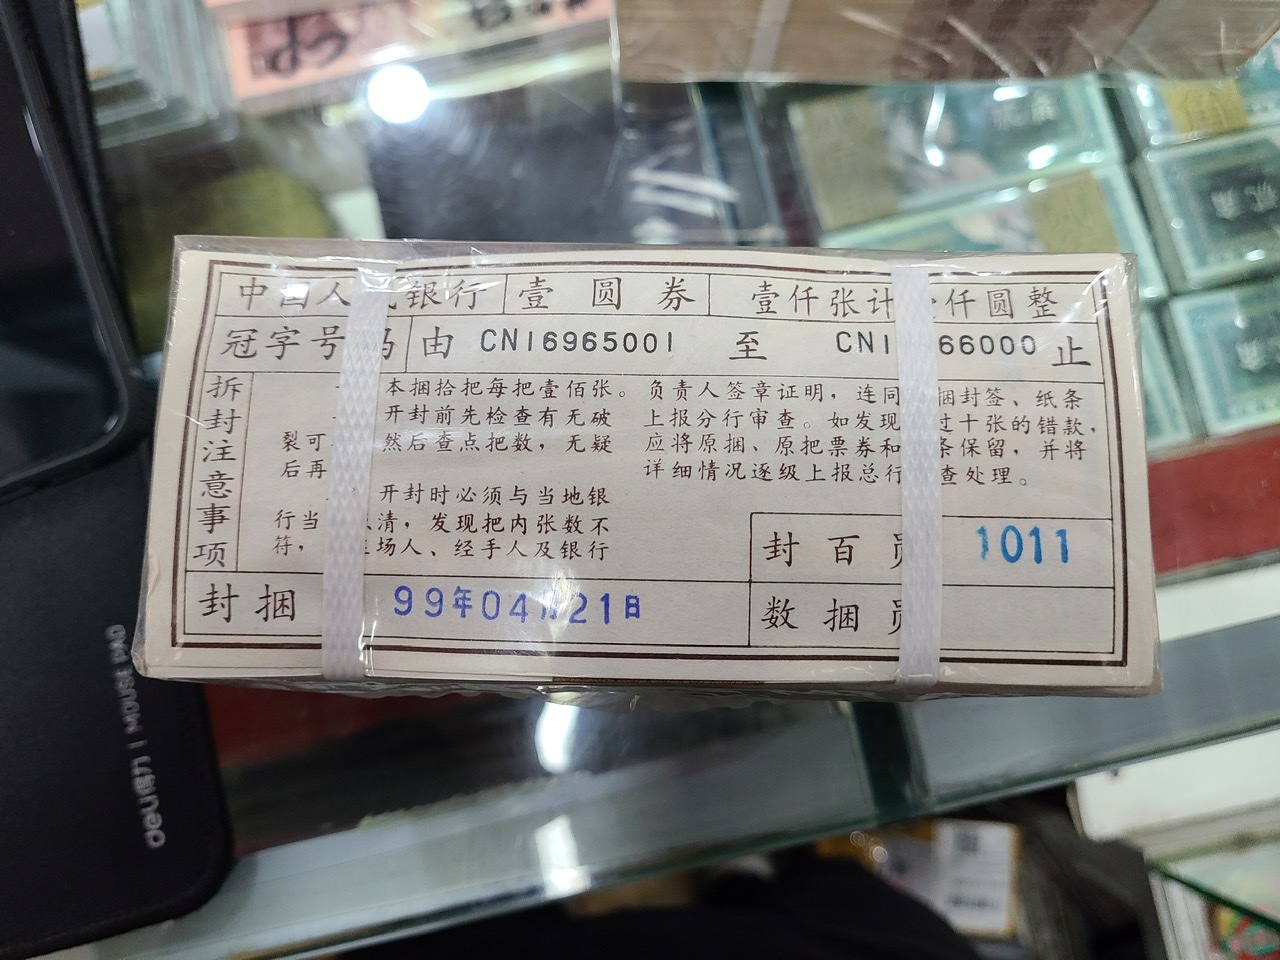 中国人 银行 壹圆券 壹仟张计 仟圆整
冠字号码 由 CN16965001 至 CN1 66000 止
拆封注意事项
本捆拾把每把壹佰张。
开封前先检查有无破
裂可 然后查点把数，无疑
后再
开封时必须与当地银
行当 清，发现把内张数不
符， 场人、经手人及银行
负责人签章证明，连同 捆封签、纸条
上报分行审查。如发现 过十张的错款，
应将原捆、原把票券和 条保留，并将
详细情况逐级上报总行 查处理。
封百员 1011
封捆 99年04月21日
数捆员